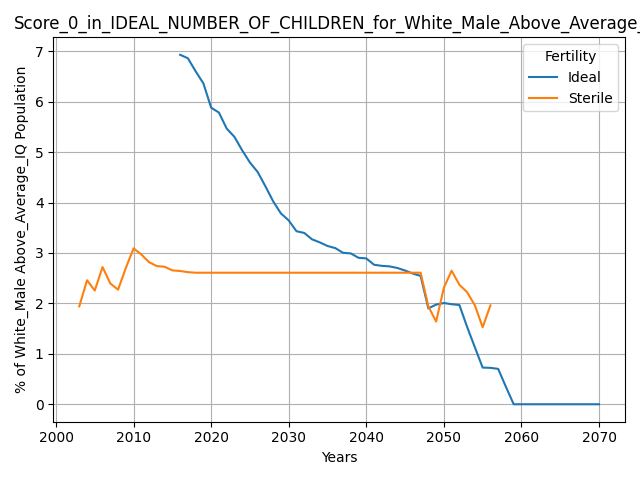 Score_0_in_IDEAL_NUMBER_OF_CHILDREN_for_White_Male_Above_Average_
% of White_Male Above_Average_IQ Population
7
6
5
4
3
2
1
0
Fertility
Ideal
Sterile
2000 2010 2020 2030 2040 2050 2060 2070
Years